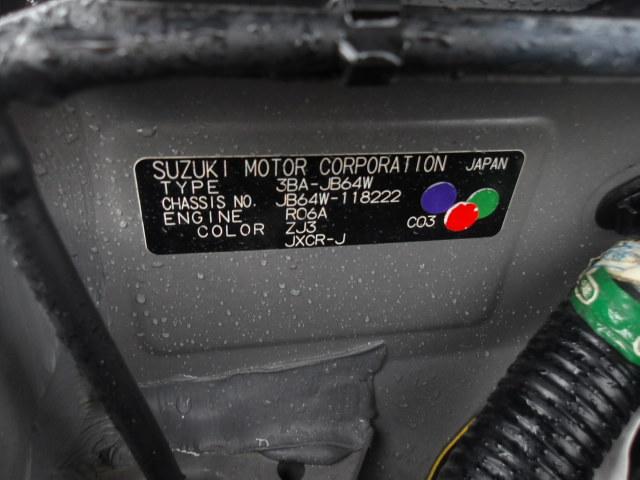 SUZUKI MOTOR CORPORATION JAPAN
TYPE 3BA-JB64W
CHASSIS NO. JB64W-118222
ENGINE R06A
COLOR ZJ3
C03
JXCR-J